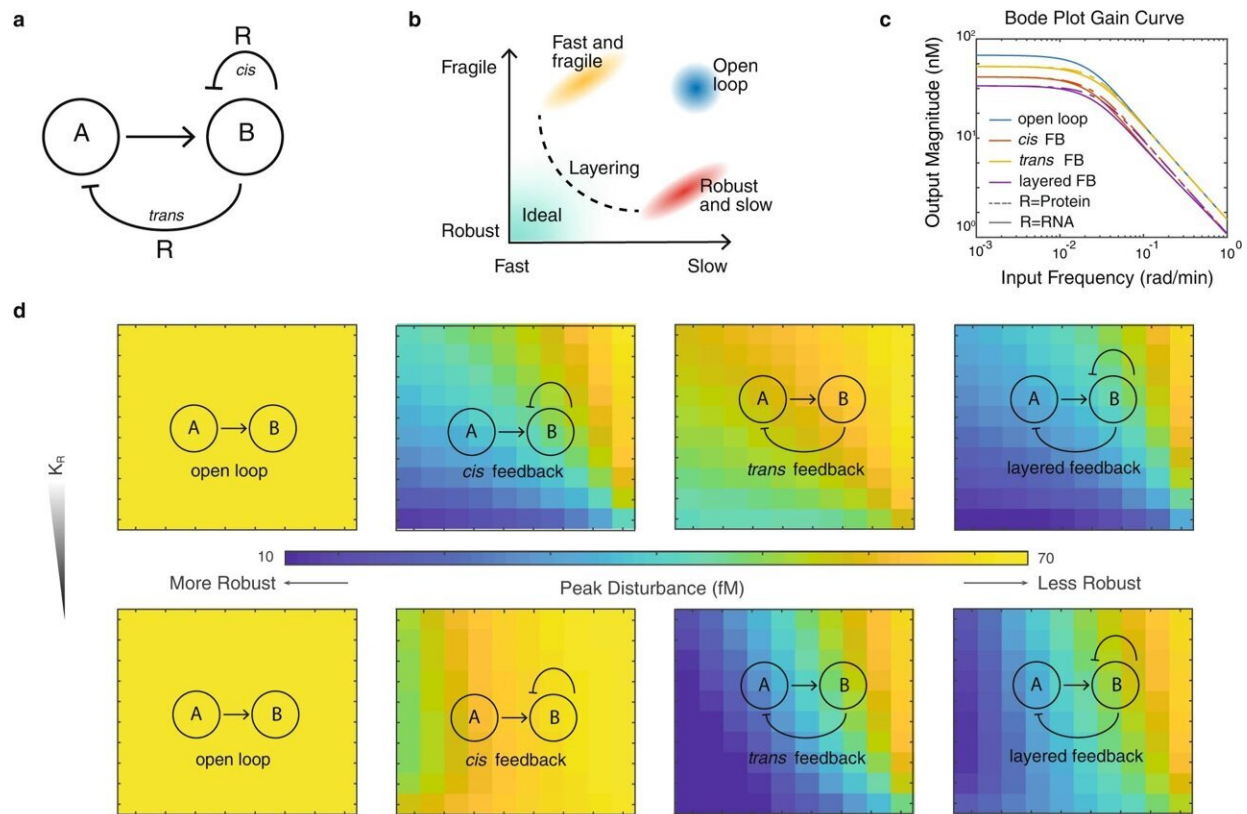 a
R
cis
A
B
trans
R
b
Fragile
Robust
Fast
Slow
Fast and
fragile
Open
loop
Layering
Ideal
Robust
and slow
c
Bode Plot Gain Curve
Output Magnitude (nM)
10²
10¹
10⁰
open loop
cis FB
trans FB
layered FB
R=Protein
R=RNA
10⁻³
10⁻²
10⁻¹
10⁰
Input Frequency (rad/min)
d
K_R
A
B
open loop
A
B
cis feedback
A
B
trans feedback
A
B
layered feedback
10
70
More Robust
Peak Disturbance (fM)
Less Robust
A
B
open loop
A
B
cis feedback
A
B
trans feedback
A
B
layered feedback